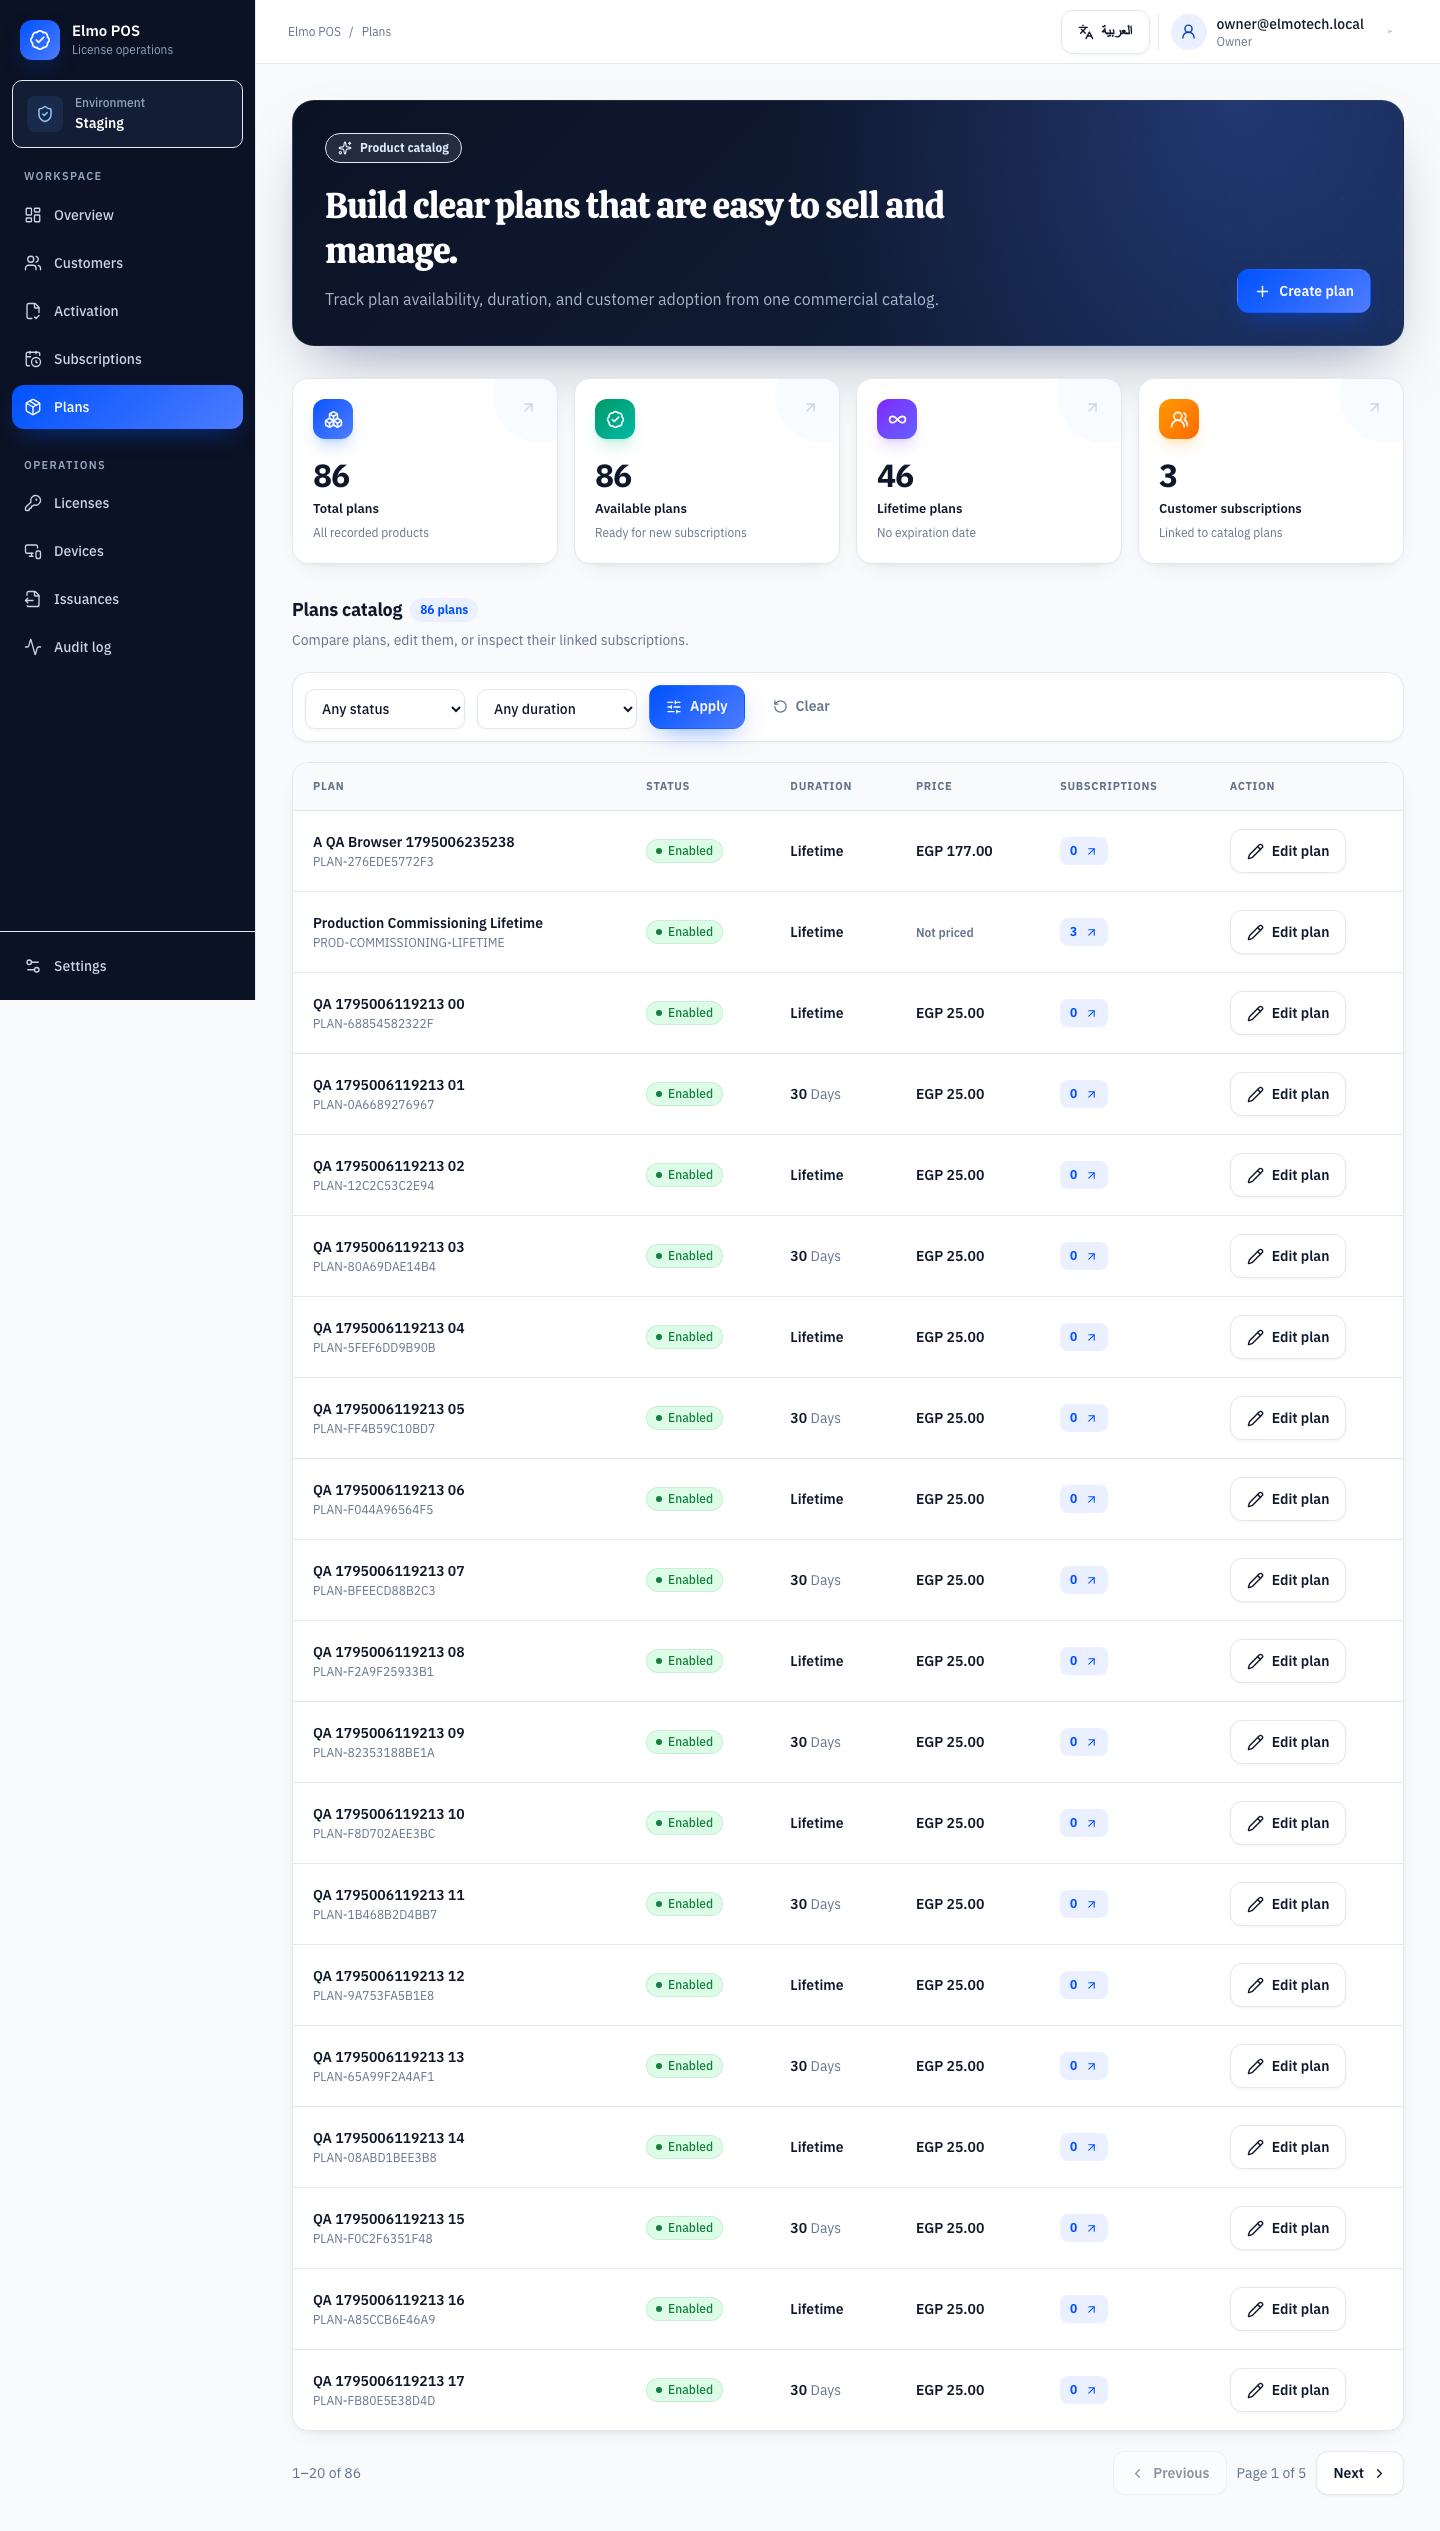 Elmo POS
License operations
Environment
Staging
WORKSPACE
Overview
Customers
Activation
Subscriptions
Plans
OPERATIONS
Licenses
Devices
Issuances
Audit log
Settings
Elmo POS / Plans
العربية
owner@elmotech.local
Owner
Product catalog
Build clear plans that are easy to sell and
manage.
Track plan availability, duration, and customer adoption from one commercial catalog.
Create plan
86
Total plans
All recorded products
86
Available plans
Ready for new subscriptions
46
Lifetime plans
No expiration date
3
Customer subscriptions
Linked to catalog plans
Plans catalog 86 plans
Compare plans, edit them, or inspect their linked subscriptions.
Any status Any duration Apply Clear
PLAN STATUS DURATION PRICE SUBSCRIPTIONS ACTION
A QA Browser 1795006235238
PLAN-276EDE5772F3
Enabled Lifetime EGP 177.00 0 Edit plan
Production Commissioning Lifetime
PROD-COMMISSIONING-LIFETIME
Enabled Lifetime Not priced 3 Edit plan
QA 1795006119213 00
PLAN-68854582322F
Enabled Lifetime EGP 25.00 0 Edit plan
QA 1795006119213 01
PLAN-0A6689276967
Enabled 30 Days EGP 25.00 0 Edit plan
QA 1795006119213 02
PLAN-12C2C53C2E94
Enabled Lifetime EGP 25.00 0 Edit plan
QA 1795006119213 03
PLAN-80A69DAE14B4
Enabled 30 Days EGP 25.00 0 Edit plan
QA 1795006119213 04
PLAN-5FEF6DD9B90B
Enabled Lifetime EGP 25.00 0 Edit plan
QA 1795006119213 05
PLAN-FF4B59C10BD7
Enabled 30 Days EGP 25.00 0 Edit plan
QA 1795006119213 06
PLAN-F044A96564F5
Enabled Lifetime EGP 25.00 0 Edit plan
QA 1795006119213 07
PLAN-BFEECD88B2C3
Enabled 30 Days EGP 25.00 0 Edit plan
QA 1795006119213 08
PLAN-F2A9F25933B1
Enabled Lifetime EGP 25.00 0 Edit plan
QA 1795006119213 09
PLAN-82353188BE1A
Enabled 30 Days EGP 25.00 0 Edit plan
QA 1795006119213 10
PLAN-F8D702AEE3BC
Enabled Lifetime EGP 25.00 0 Edit plan
QA 1795006119213 11
PLAN-1B468B2D4BB7
Enabled 30 Days EGP 25.00 0 Edit plan
QA 1795006119213 12
PLAN-9A753FA5B1E8
Enabled Lifetime EGP 25.00 0 Edit plan
QA 1795006119213 13
PLAN-65A99F2A4AF1
Enabled 30 Days EGP 25.00 0 Edit plan
QA 1795006119213 14
PLAN-08ABD1BEE3B8
Enabled Lifetime EGP 25.00 0 Edit plan
QA 1795006119213 15
PLAN-F0C2F6351F48
Enabled 30 Days EGP 25.00 0 Edit plan
QA 1795006119213 16
PLAN-A85CCB6E46A9
Enabled Lifetime EGP 25.00 0 Edit plan
QA 1795006119213 17
PLAN-FB80E5E38D4D
Enabled 30 Days EGP 25.00 0 Edit plan
1–20 of 86 Previous Page 1 of 5 Next